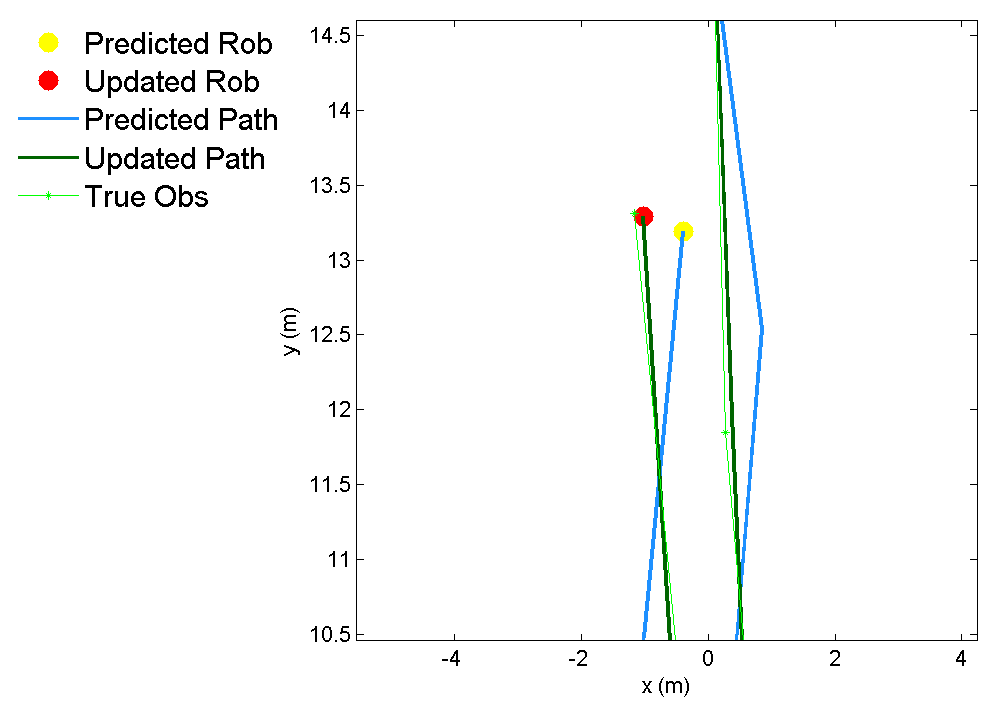 Predicted Rob
Updated Rob
Predicted Path
Updated Path
True Obs
14.5
14
13.5
13
12.5
12
11.5
11
10.5
y (m)
-4
-2
0
2
4
x (m)